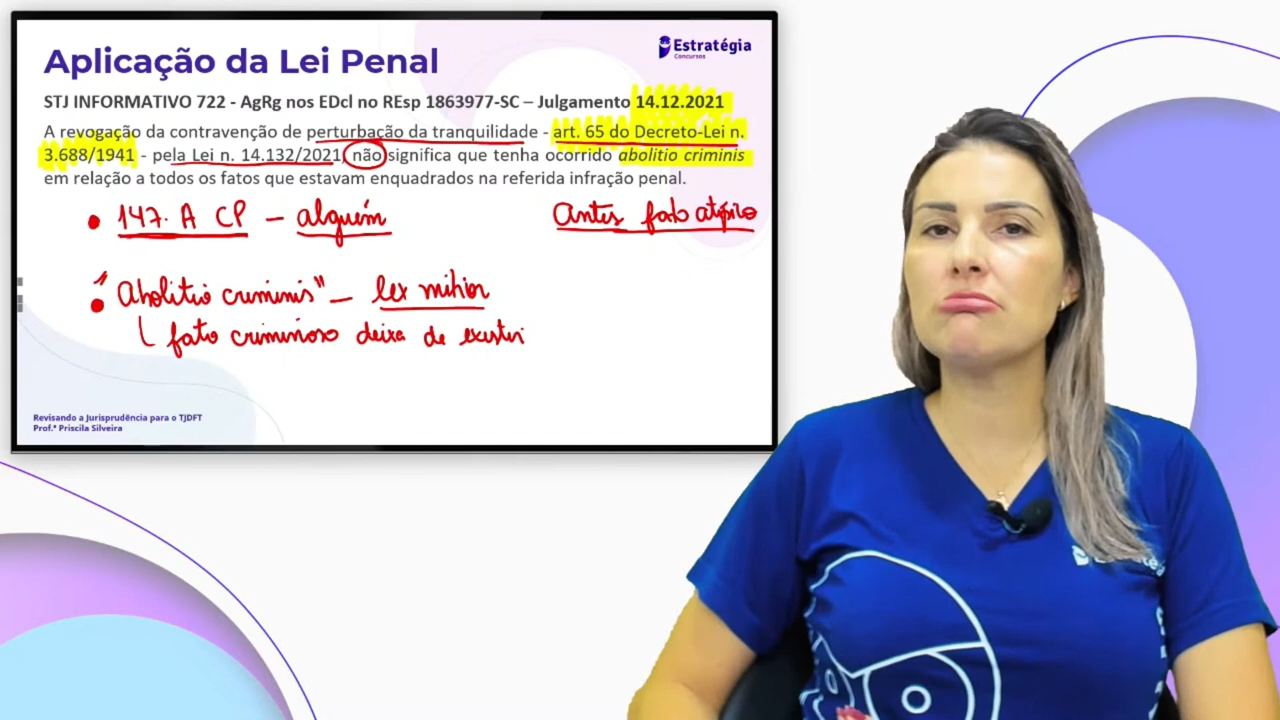 Aplicação da Lei Penal
Estratégia
Concursos
STJ INFORMATIVO 722 - AgRg nos EDcl no REsp 1863977-SC – Julgamento 14.12.2021
A revogação da contravenção de perturbação da tranquilidade - art. 65 do Decreto-Lei n.
3.688/1941 - pela Lei n. 14.132/2021 não significa que tenha ocorrido abolitio criminis
em relação a todos os fatos que estavam enquadrados na referida infração penal.
• 147-A CP – alguém
Antes fato atípico
• "Abolitio criminis" – lex mitior
fato criminoso deixa de existir
Revisando a Jurisprudência para o TJDFT
Prof.ª Priscila Silveira